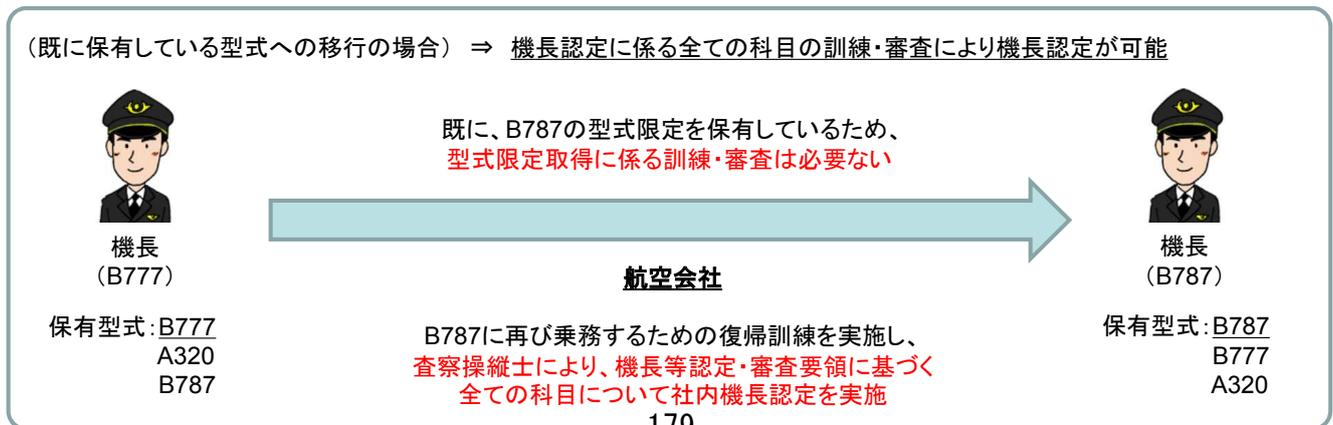 （既に保有している型式への移行の場合） ⇒ 機長認定に係る全ての科目の訓練・審査により機長認定が可能
既に、B787の型式限定を保有しているため、
型式限定取得に係る訓練・審査は必要ない
機長
（B777）
機長
（B787）
航空会社
保有型式：B777
A320
B787
B787に再び乗務するための復帰訓練を実施し、
査察操縦士により、機長等認定・審査要領に基づく
全ての科目について社内機長認定を実施
保有型式：B787
B777
A320